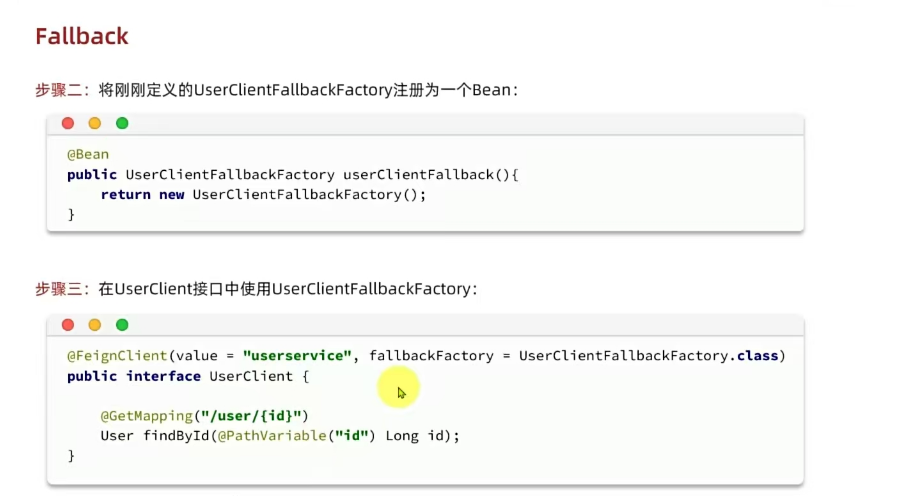 Fallback
步骤二：将刚刚定义的UserClientFallbackFactory注册为一个Bean：
@Bean
public UserClientFallbackFactory userClientFallback(){
    return new UserClientFallbackFactory();
}
步骤三：在UserClient接口中使用UserClientFallbackFactory：
@FeignClient(value = "userservice", fallbackFactory = UserClientFallbackFactory.class)
public interface UserClient {
    @GetMapping("/user/{id}")
    User findById(@PathVariable("id") Long id);
}